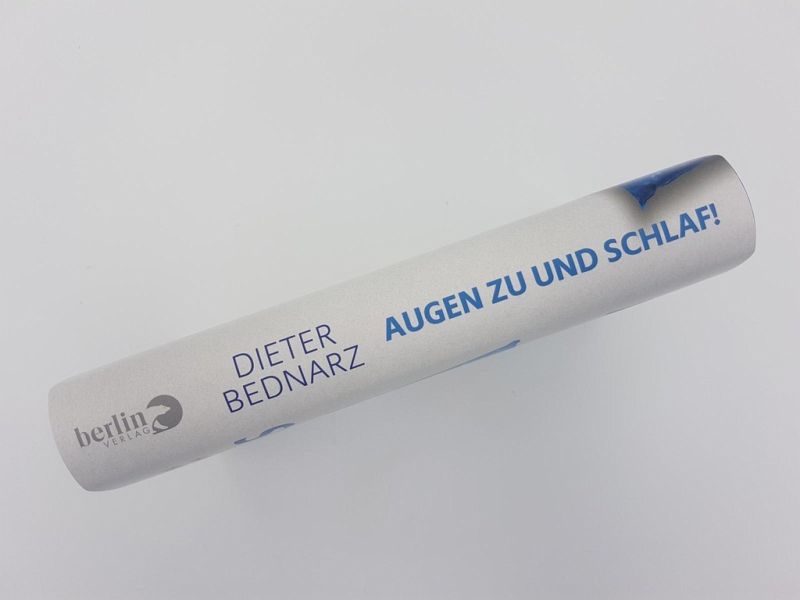 berlin
VERLAG
DIETER
BEDNARZ
AUGEN ZU UND SCHLAF!